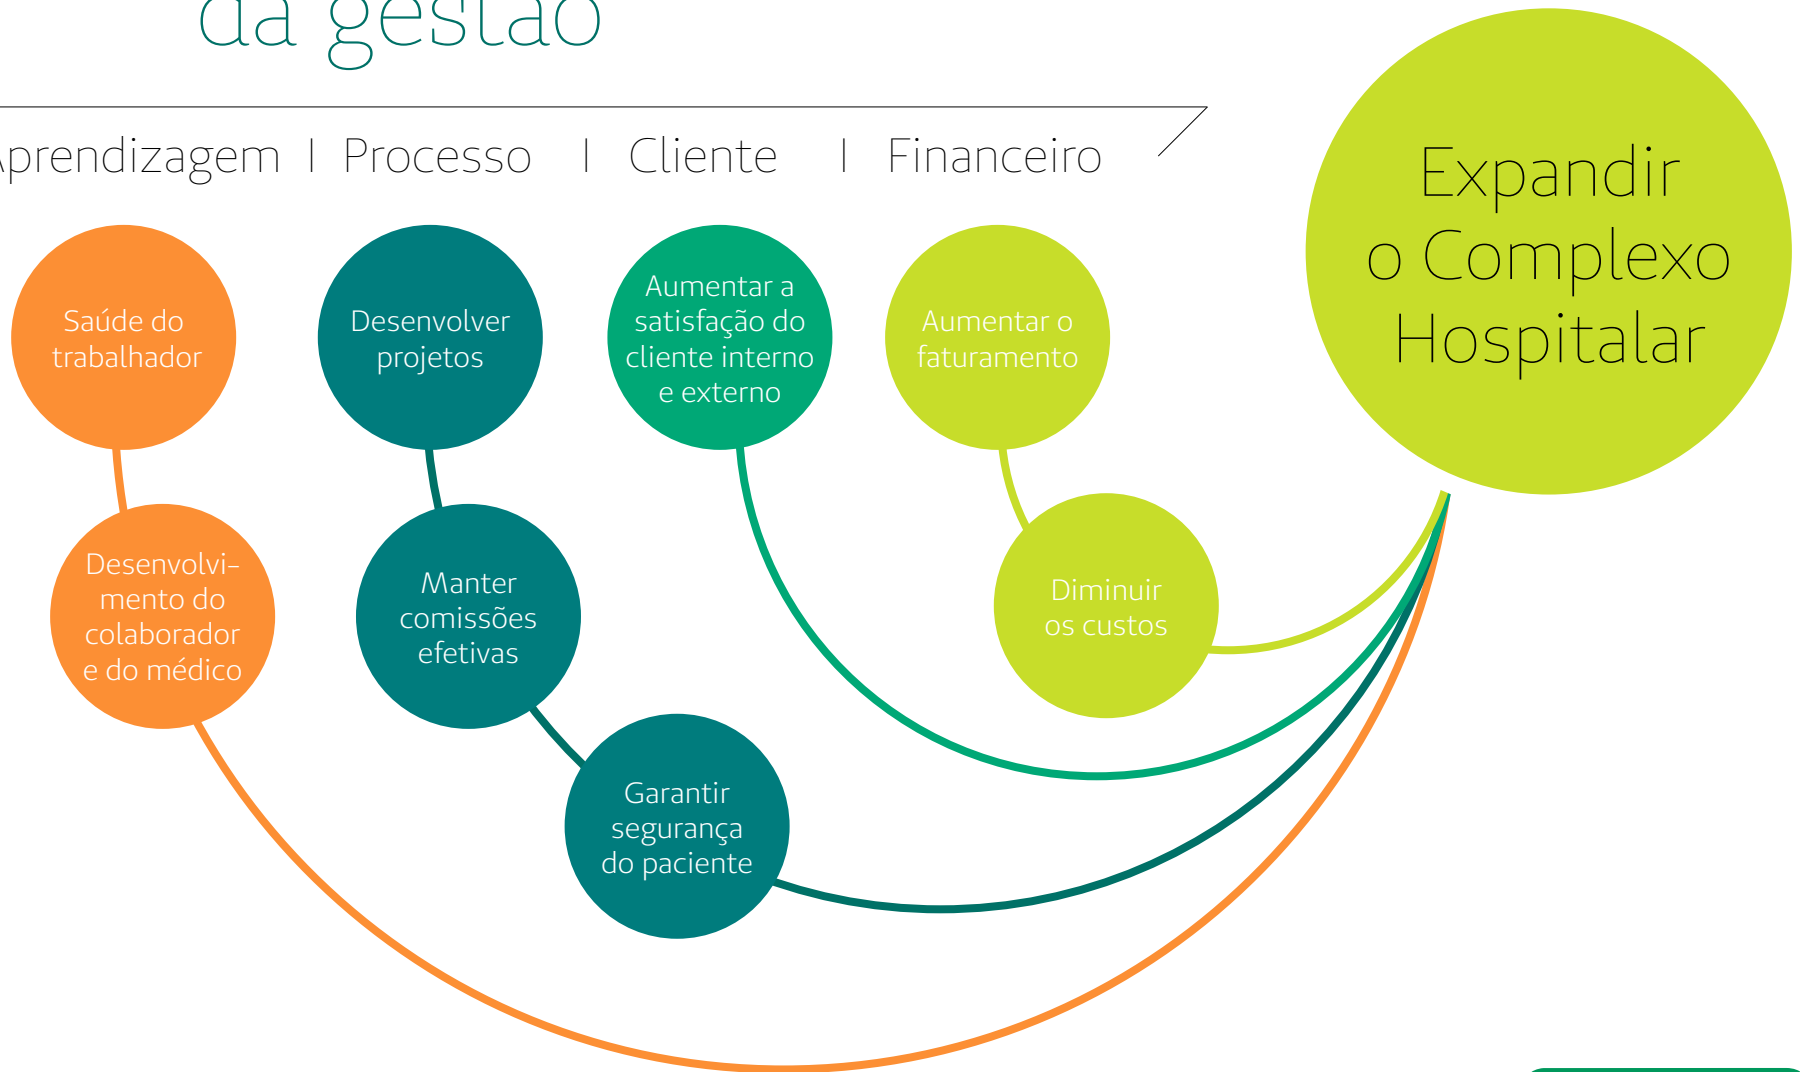 da gestão
Aprendizagem | Processo | Cliente | Financeiro
Expandir
o Complexo
Hospitalar
Saúde do
trabalhador
Desenvolver
projetos
Aumentar a
satisfação do
cliente interno
e externo
Aumentar o
faturamento
Desenvolvi-
mento do
colaborador
e do médico
Manter
comissões
efetivas
Diminuir
os custos
Garantir
segurança
do paciente